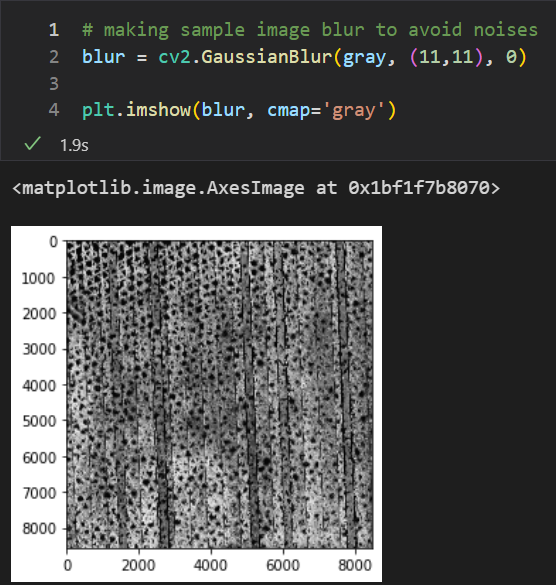 1 # making sample image blur to avoid noises
2 blur = cv2.GaussianBlur(gray, (11,11), 0)
3
4 plt.imshow(blur, cmap='gray')
1.9s
<matplotlib.image.AxesImage at 0x1bf1f7b8070>
0
1000
2000
3000
4000
5000
6000
7000
8000
0 2000 4000 6000 8000